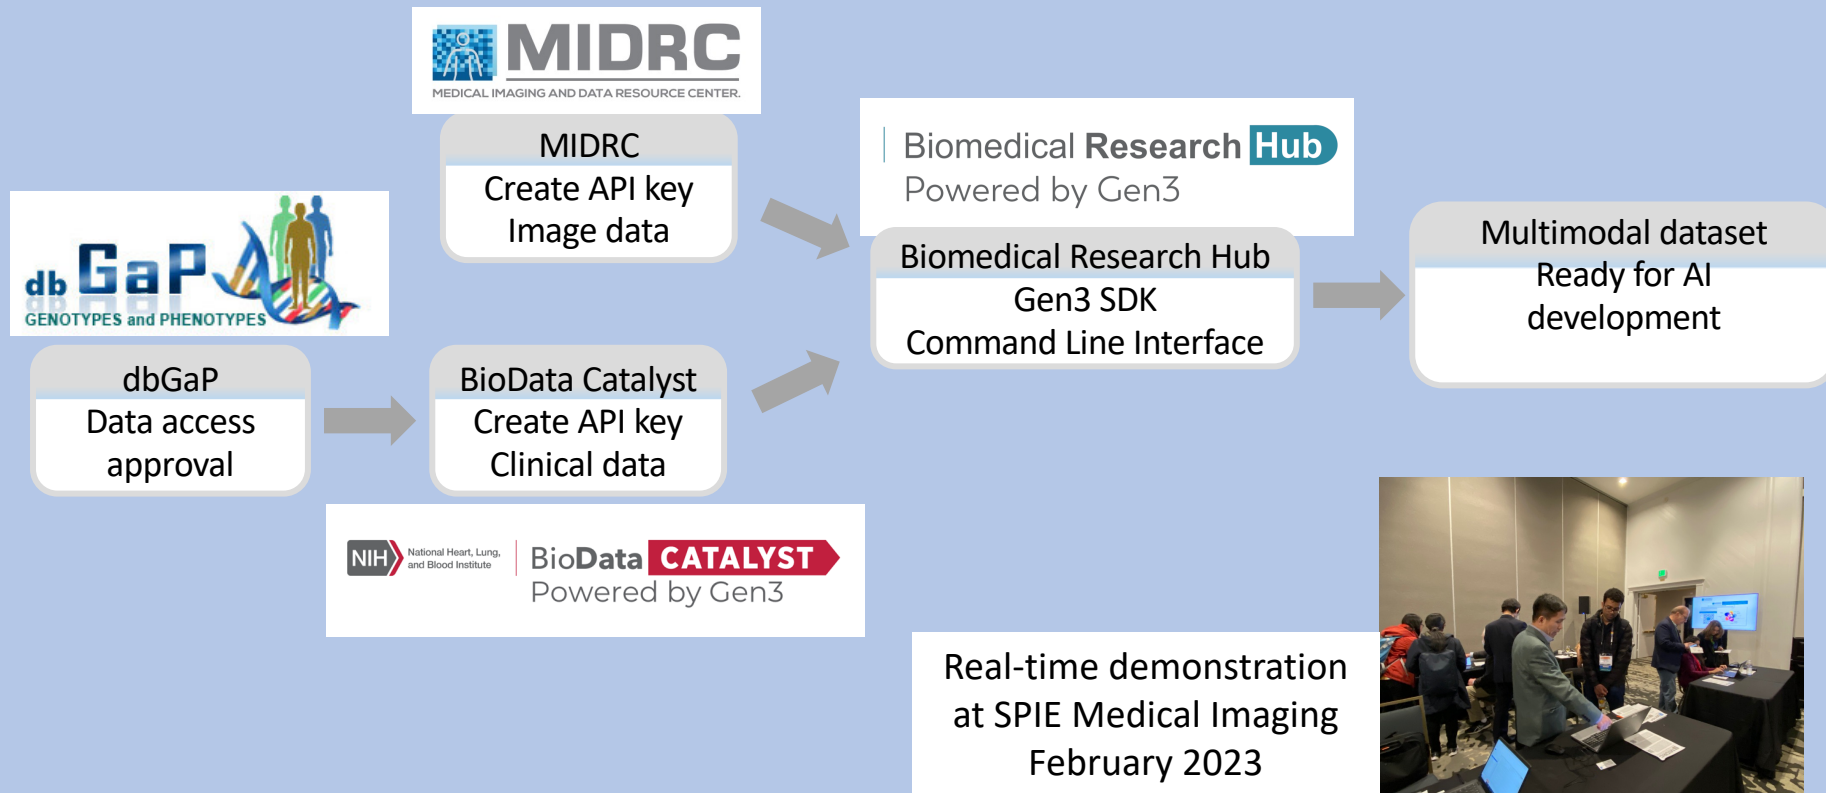 MIDRC
MEDICAL IMAGING AND DATA RESOURCE CENTER.
MIDRC
Create API key
Image data
db GaP
GENOTYPES and PHENOTYPES
dbGaP
Data access
approval
BioData Catalyst
Create API key
Clinical data
NIH
National Heart, Lung,
and Blood Institute
BioData CATALYST
Powered by Gen3
Biomedical Research Hub
Powered by Gen3
Biomedical Research Hub
Gen3 SDK
Command Line Interface
Multimodal dataset
Ready for AI
development
Real-time demonstration
at SPIE Medical Imaging
February 2023